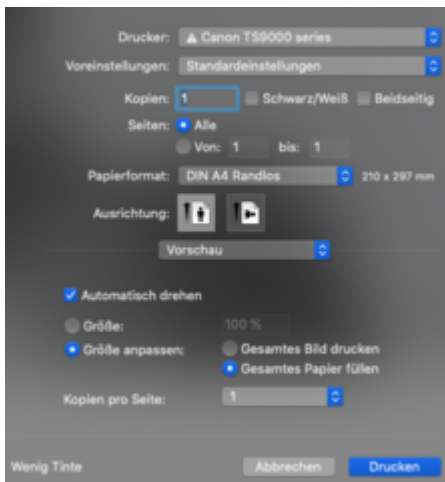 Drucker: Canon TS9000 series
Voreinstellungen: Standardeinstellungen
Kopien: 1 Schwarz/Weiß Beidseitig
Seiten: Alle
Von: 1 bis: 1
Papierformat: DIN A4 Randlos 210 x 297 mm
Ausrichtung:
Vorschau
Automatisch drehen
Größe: 100 %
Größe anpassen: Gesamtes Bild drucken
Gesamtes Papier füllen
Kopien pro Seite: 1
Wenig Tinte Abbrechen Drucken